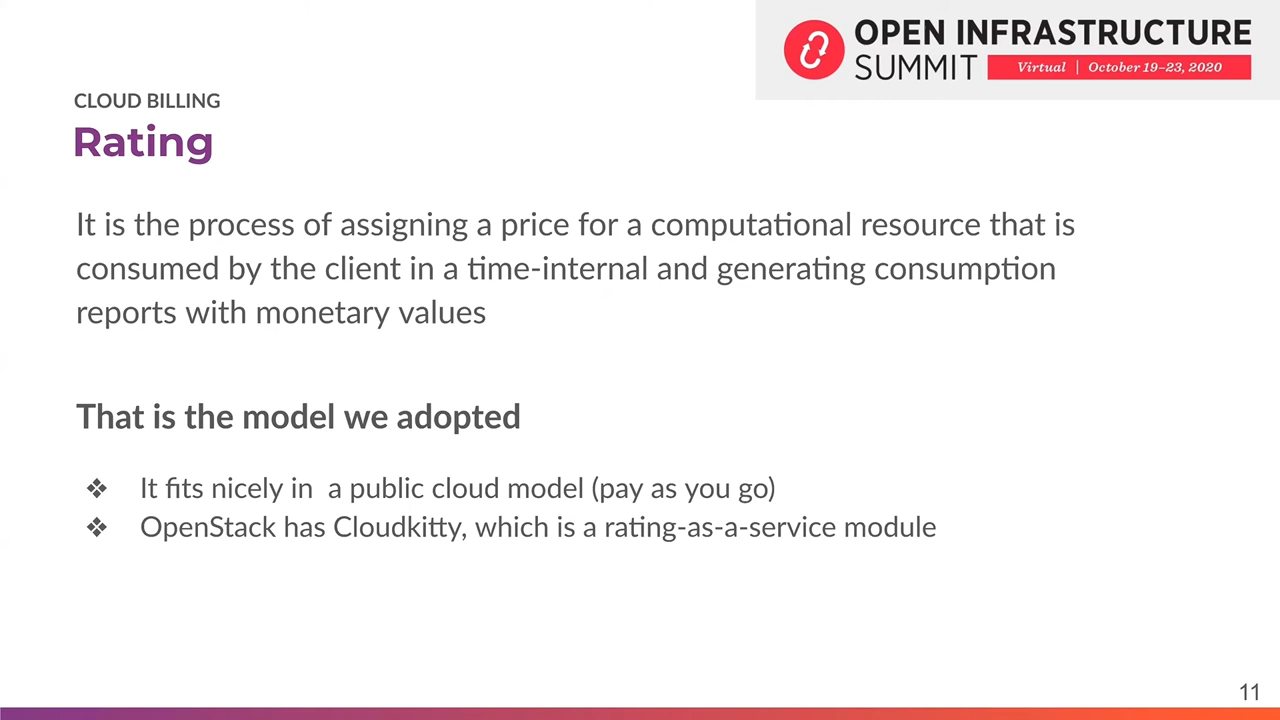 OPEN INFRASTRUCTURE
SUMMIT Virtual | October 19–23, 2020
CLOUD BILLING
Rating
It is the process of assigning a price for a computational resource that is
consumed by the client in a time-internal and generating consumption
reports with monetary values
That is the model we adopted
❖ It fits nicely in  a public cloud model (pay as you go)
❖ OpenStack has Cloudkitty, which is a rating-as-a-service module
11